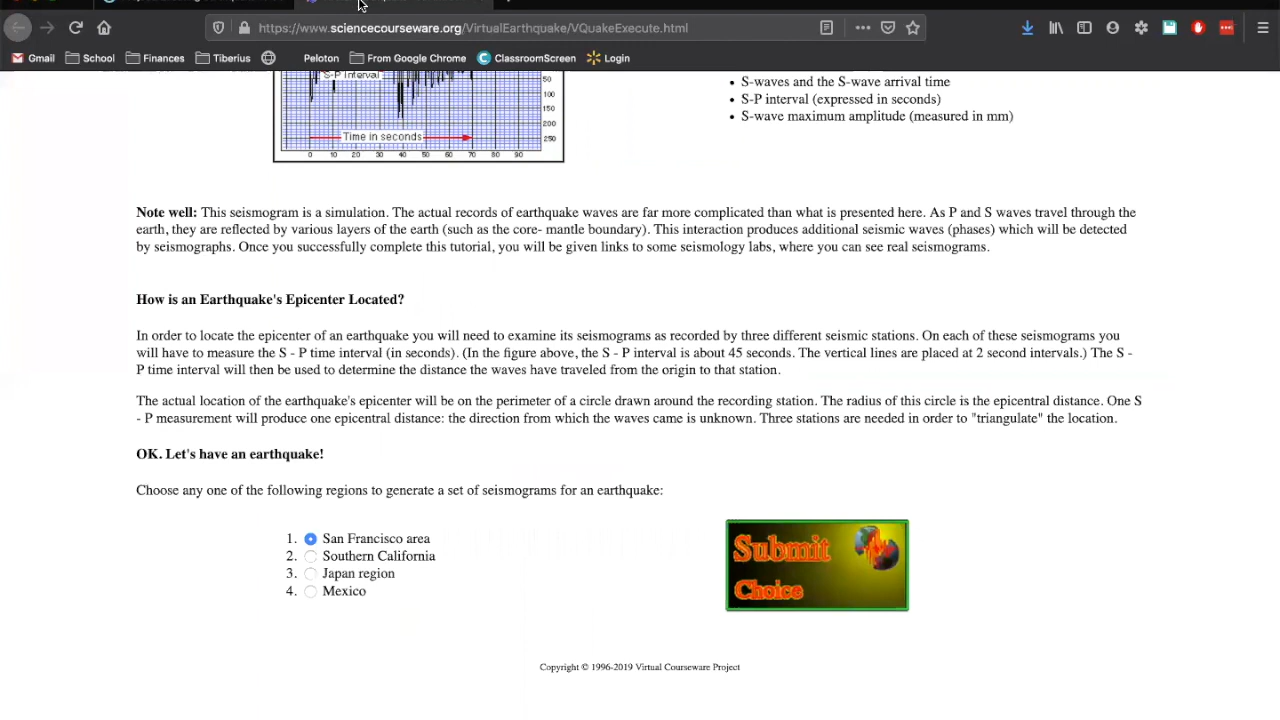 https://www.sciencecourseware.org/VirtualEarthquake/VQuakeExecute.html
Gmail School Finances Tiberius Peloton From Google Chrome ClassroomScreen Login
S-P Interval
50
100
150
200
250
Time in seconds
0 10 20 30 40 50 60 70 80 90
• S-waves and the S-wave arrival time
• S-P interval (expressed in seconds)
• S-wave maximum amplitude (measured in mm)
Note well: This seismogram is a simulation. The actual records of earthquake waves are far more complicated than what is presented here. As P and S waves travel through the
earth, they are reflected by various layers of the earth (such as the core- mantle boundary). This interaction produces additional seismic waves (phases) which will be detected
by seismographs. Once you successfully complete this tutorial, you will be given links to some seismology labs, where you can see real seismograms.
How is an Earthquake's Epicenter Located?
In order to locate the epicenter of an earthquake you will need to examine its seismograms as recorded by three different seismic stations. On each of these seismograms you
will have to measure the S - P time interval (in seconds). (In the figure above, the S - P interval is about 45 seconds. The vertical lines are placed at 2 second intervals.) The S -
P time interval will then be used to determine the distance the waves have traveled from the origin to that station.
The actual location of the earthquake's epicenter will be on the perimeter of a circle drawn around the recording station. The radius of this circle is the epicentral distance. One S
- P measurement will produce one epicentral distance: the direction from which the waves came is unknown. Three stations are needed in order to "triangulate" the location.
OK. Let's have an earthquake!
Choose any one of the following regions to generate a set of seismograms for an earthquake:
1. San Francisco area
2. Southern California
3. Japan region
4. Mexico
Submit
Choice
Copyright © 1996-2019 Virtual Courseware Project